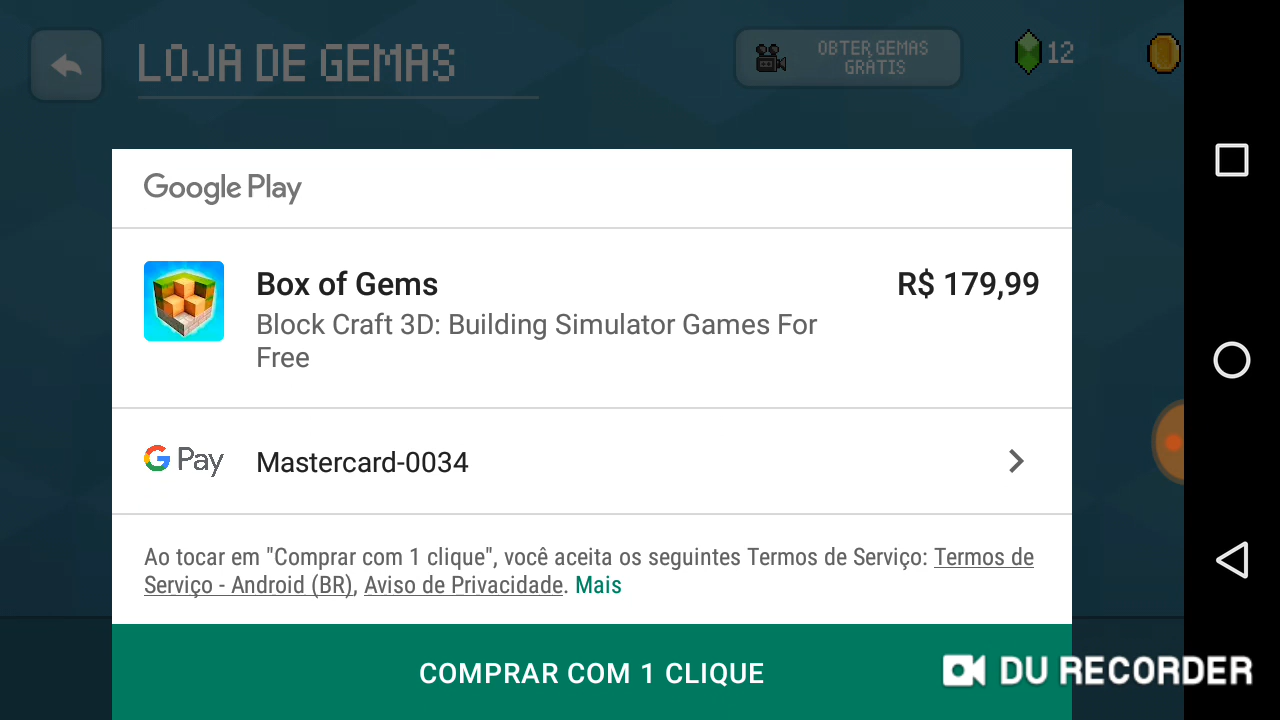 LOJA DE GEMAS
OBTER GEMAS
GRÁTIS
12
Google Play
Box of Gems
R$ 179,99
Block Craft 3D: Building Simulator Games For
Free
G Pay
Mastercard-0034
Ao tocar em "Comprar com 1 clique", você aceita os seguintes Termos de Serviço: Termos de
Serviço - Android (BR), Aviso de Privacidade. Mais
COMPRAR COM 1 CLIQUE
DU RECORDER